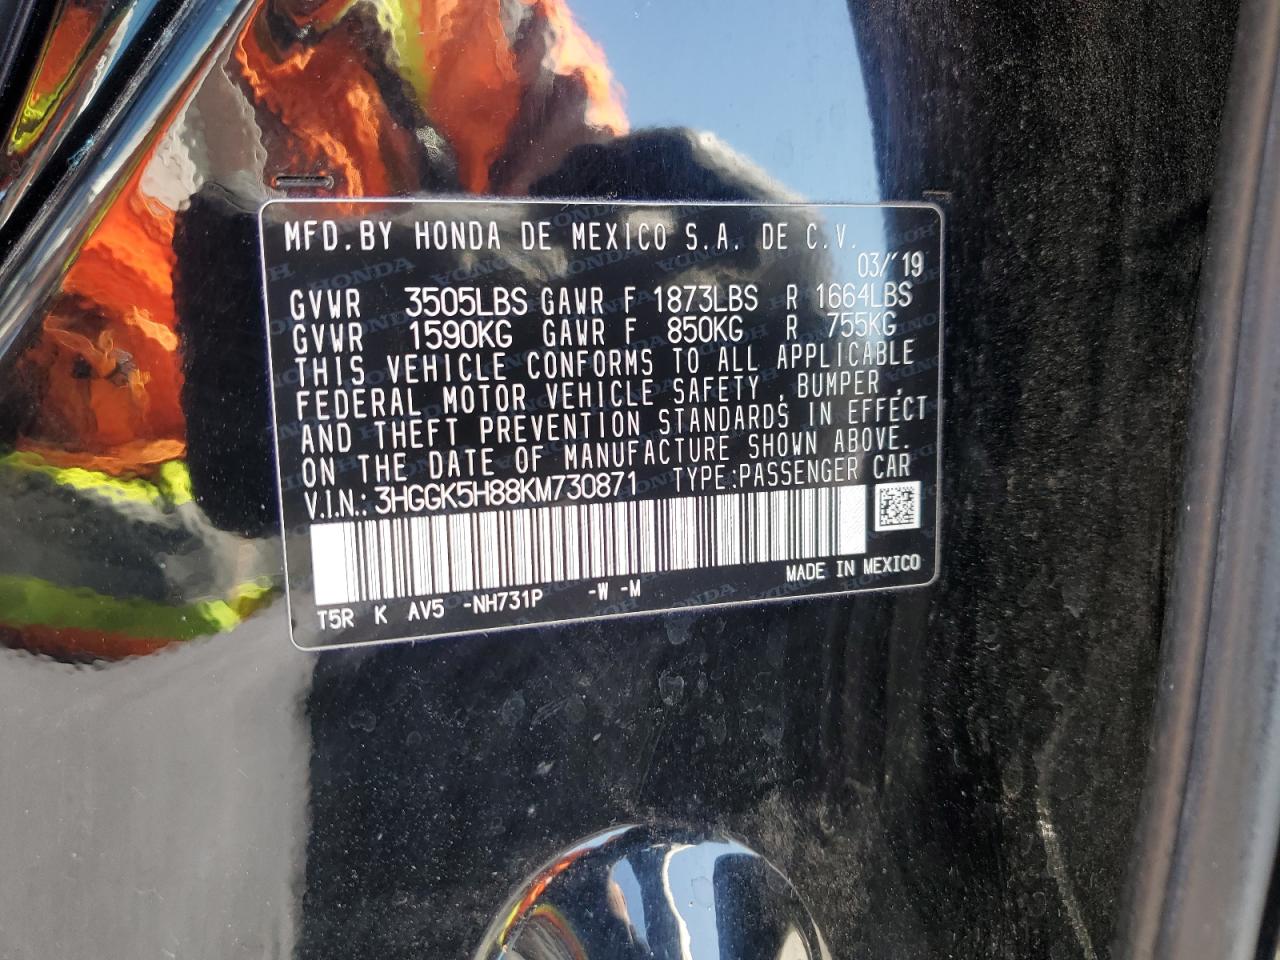 MFD.BY HONDA DE MEXICO S.A. DE C.V.
03/'19
GVWR 3505LBS GAWR F 1873LBS R 1664LBS
GVWR 1590KG GAWR F 850KG R 755KG
THIS VEHICLE CONFORMS TO ALL APPLICABLE
FEDERAL MOTOR VEHICLE SAFETY ,BUMPER ,
AND THEFT PREVENTION STANDARDS IN EFFECT
ON THE DATE OF MANUFACTURE SHOWN ABOVE.
V.I.N.:3HGGK5H88KM730871 TYPE:PASSENGER CAR
MADE IN MEXICO
T5R K AV5 -NH731P -W -M